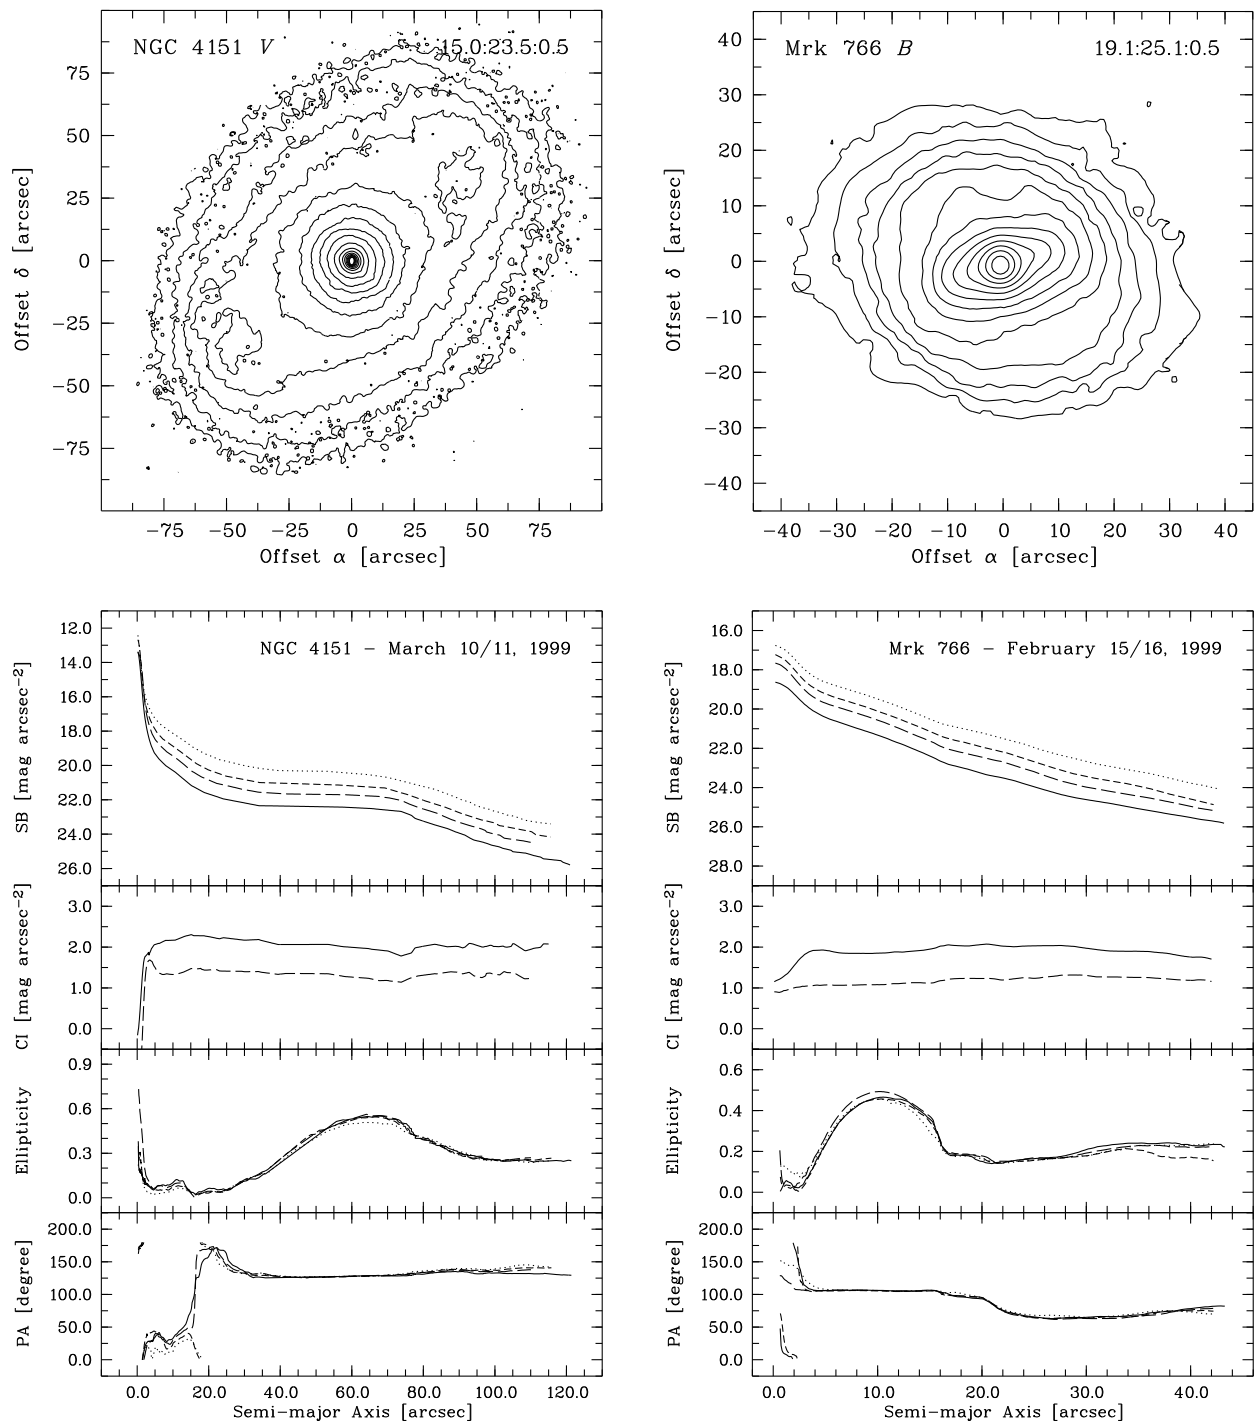 NGC 4151 V 15.0:23.5:0.5
75
50
25
0
−25
−50
−75
Offset δ [arcsec]
−75 −50 −25 0 25 50 75
Offset α [arcsec]
Mrk 766 B 19.1:25.1:0.5
40
30
20
10
0
−10
−20
−30
−40
Offset δ [arcsec]
−40 −30 −20 −10 0 10 20 30 40
Offset α [arcsec]
NGC 4151 − March 10/11, 1999
12.0
14.0
16.0
18.0
20.0
22.0
24.0
26.0
SB [mag arcsec−2]
3.0
2.0
1.0
0.0
CI [mag arcsec−2]
0.9
0.6
0.3
0.0
Ellipticity
200.0
150.0
100.0
50.0
0.0
PA [degree]
0.0 20.0 40.0 60.0 80.0 100.0 120.0
Semi-major Axis [arcsec]
Mrk 766 − February 15/16, 1999
16.0
18.0
20.0
22.0
24.0
26.0
28.0
SB [mag arcsec−2]
3.0
2.0
1.0
0.0
CI [mag arcsec−2]
0.6
0.4
0.2
0.0
Ellipticity
200.0
150.0
100.0
50.0
0.0
PA [degree]
0.0 10.0 20.0 30.0 40.0
Semi-major Axis [arcsec]